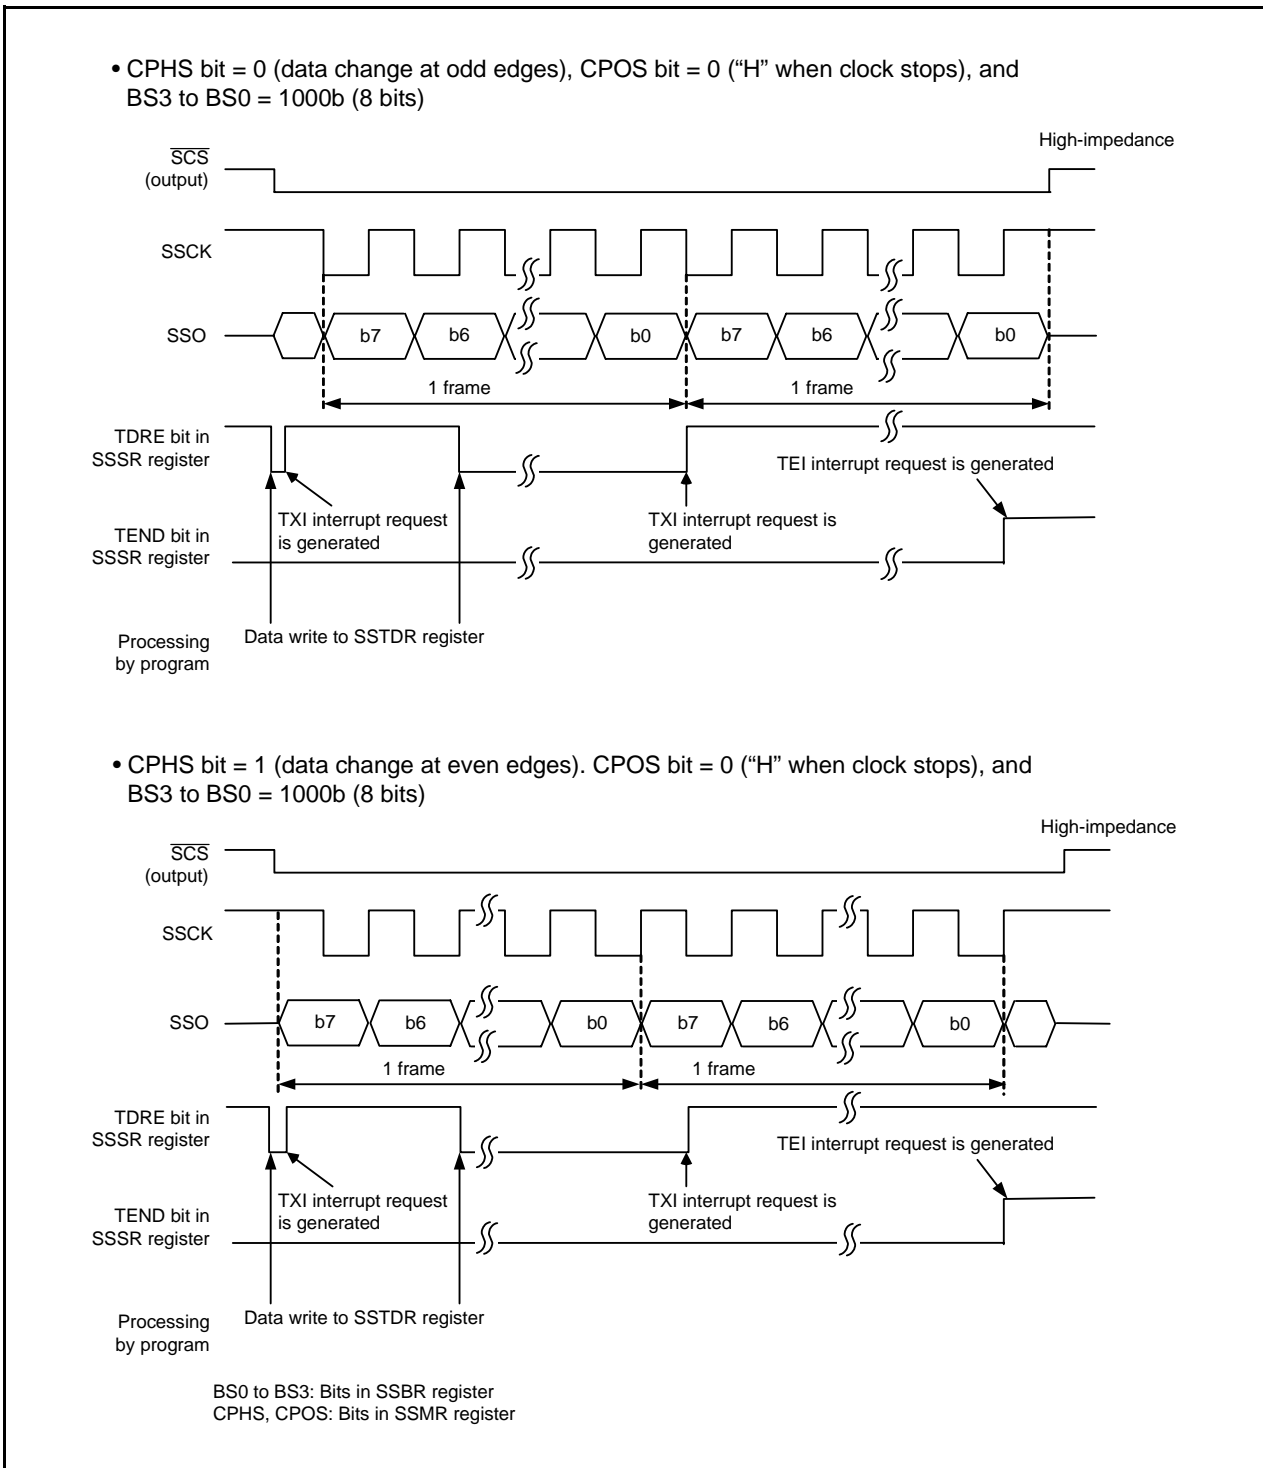 • CPHS bit = 0 (data change at odd edges), CPOS bit = 0 (“H” when clock stops), and
BS3 to BS0 = 1000b (8 bits)
High-impedance
SCS
(output)
SSCK
SSO
b7
b6
b0
b7
b6
b0
1 frame
1 frame
TDRE bit in
SSSR register
TEI interrupt request is generated
TXI interrupt request
is generated
TXI interrupt request is
generated
TEND bit in
SSSR register
Processing
by program
Data write to SSTDR register
• CPHS bit = 1 (data change at even edges). CPOS bit = 0 (“H” when clock stops), and
BS3 to BS0 = 1000b (8 bits)
High-impedance
SCS
(output)
SSCK
SSO
b7
b6
b0
b7
b6
b0
1 frame
1 frame
TDRE bit in
SSSR register
TEI interrupt request is generated
TXI interrupt request
is generated
TXI interrupt request is
generated
TEND bit in
SSSR register
Processing
by program
Data write to SSTDR register
BS0 to BS3: Bits in SSBR register
CPHS, CPOS: Bits in SSMR register